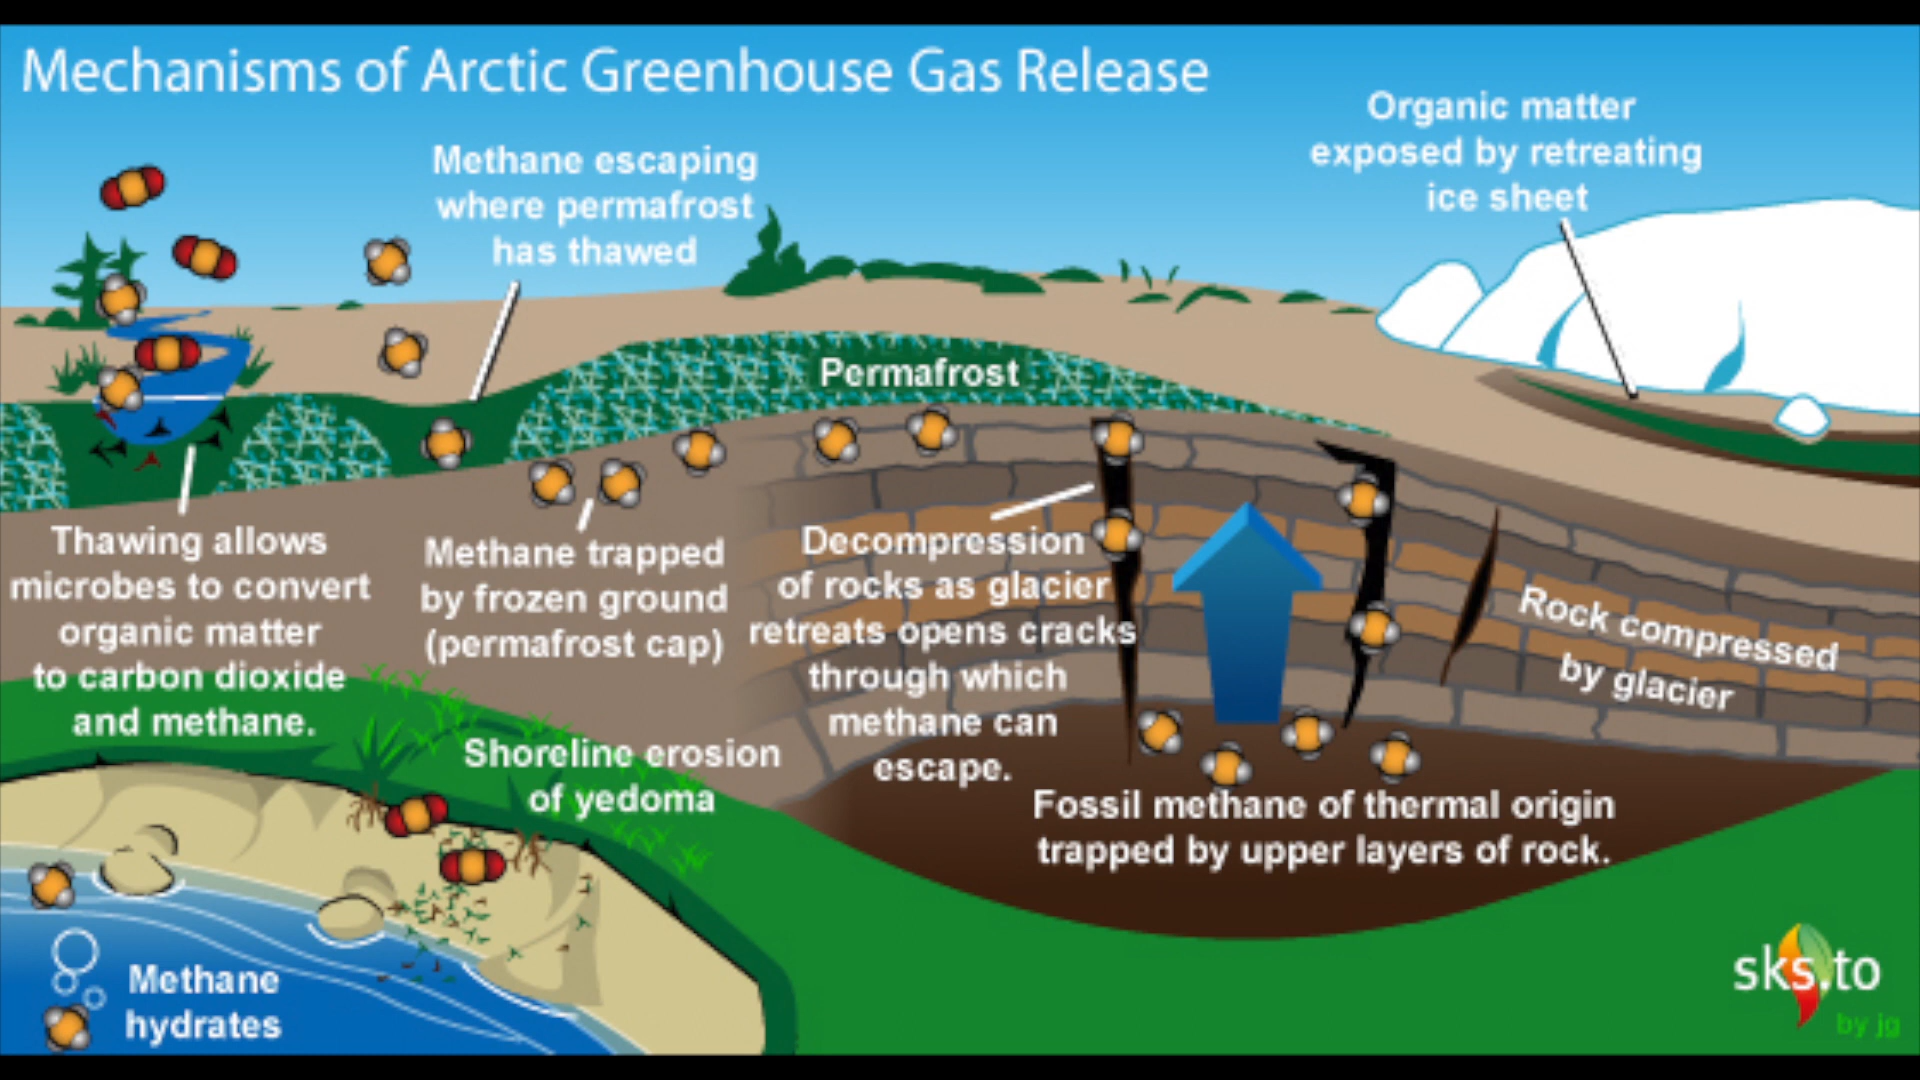 Mechanisms of Arctic Greenhouse Gas Release
Organic matter
exposed by retreating
ice sheet
Methane escaping
where permafrost
has thawed
Permafrost
Thawing allows
microbes to convert
organic matter
to carbon dioxide
and methane.
Methane trapped
by frozen ground
(permafrost cap)
Decompression
of rocks as glacier
retreats opens cracks
through which
methane can
escape.
Rock compressed
by glacier
Shoreline erosion
of yedoma
Fossil methane of thermal origin
trapped by upper layers of rock.
Methane
hydrates
sks.to
by jg